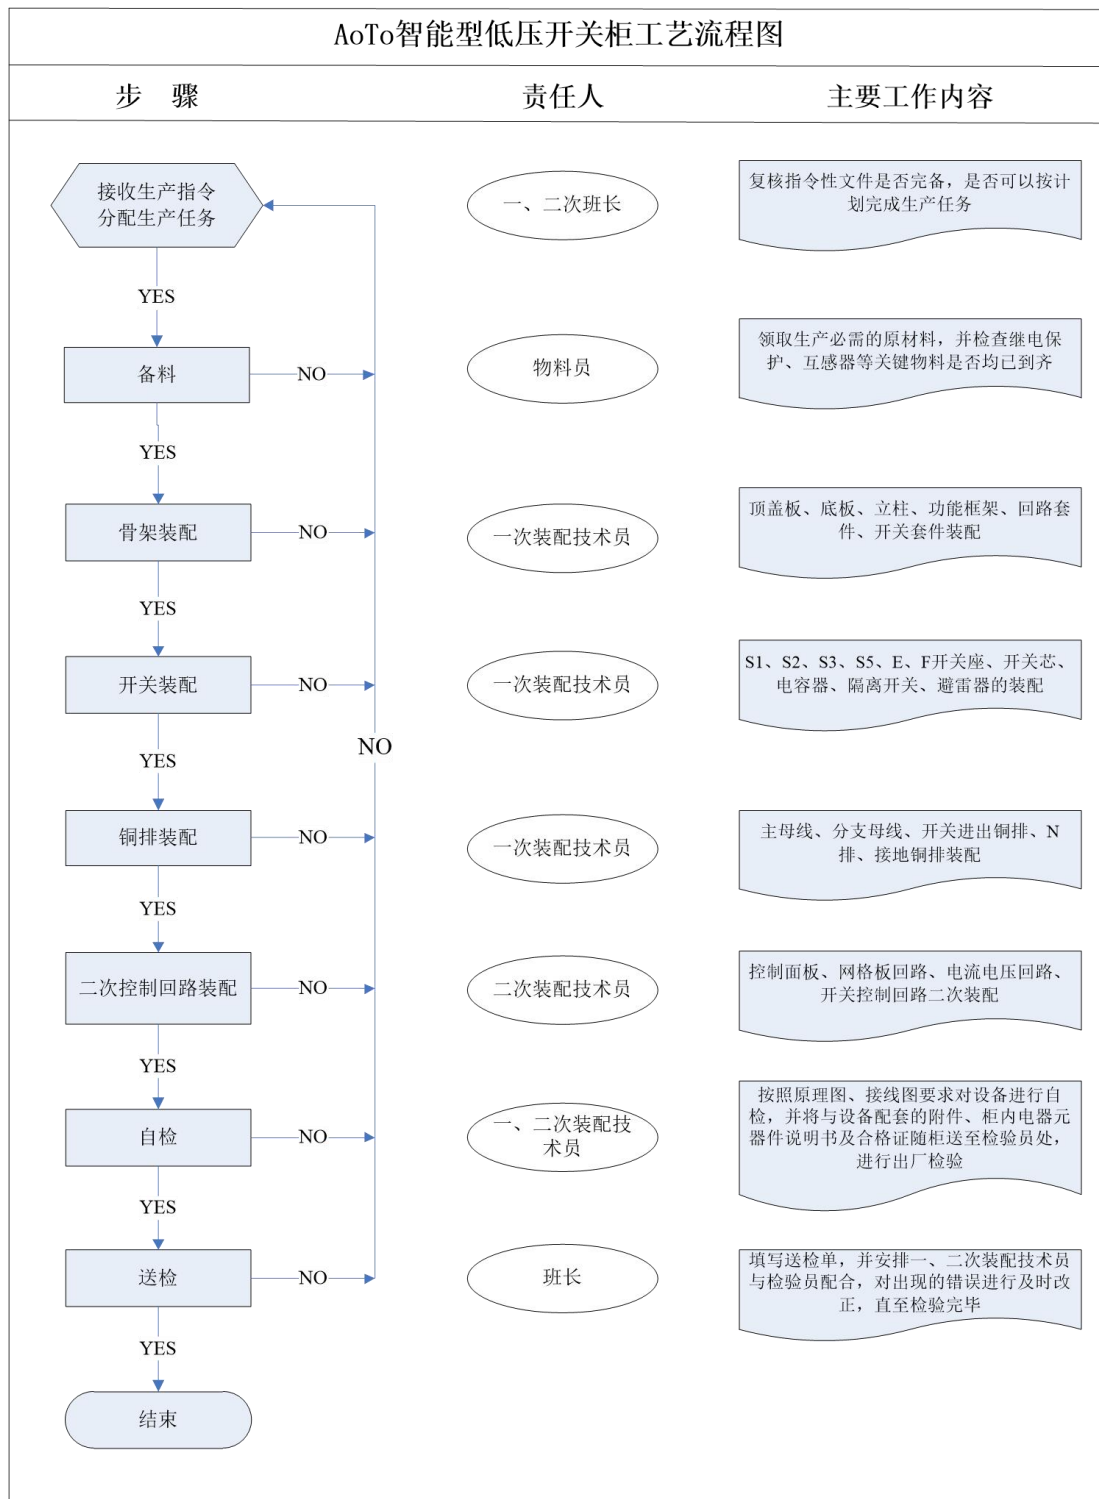 AoTo智能型低压开关柜工艺流程图
步 骤
责任人
主要工作内容
接收生产指令
分配生产任务
一、二次班长
复核指令性文件是否完备，是否可以按计
划完成生产任务
YES
备料
NO
物料员
领取生产必需的原材料，并检查继电保
护、互感器等关键物料是否均已到齐
YES
骨架装配
NO
一次装配技术员
顶盖板、底板、立柱、功能框架、回路套
件、开关套件装配
YES
开关装配
NO
一次装配技术员
S1、S2、S3、S5、E、F开关座、开关芯、
电容器、隔离开关、避雷器的装配
NO
YES
铜排装配
NO
一次装配技术员
主母线、分支母线、开关进出铜排、N
排、接地铜排装配
YES
二次控制回路装配
NO
二次装配技术员
控制面板、网格板回路、电流电压回路、
开关控制回路二次装配
YES
自检
NO
一、二次装配技
术员
按照原理图、接线图要求对设备进行自
检，并将与设备配套的附件、柜内电器元
器件说明书及合格证随柜送至检验员处，
进行出厂检验
YES
送检
NO
班长
填写送检单，并安排一、二次装配技术员
与检验员配合，对出现的错误进行及时改
正，直至检验完毕
YES
结束